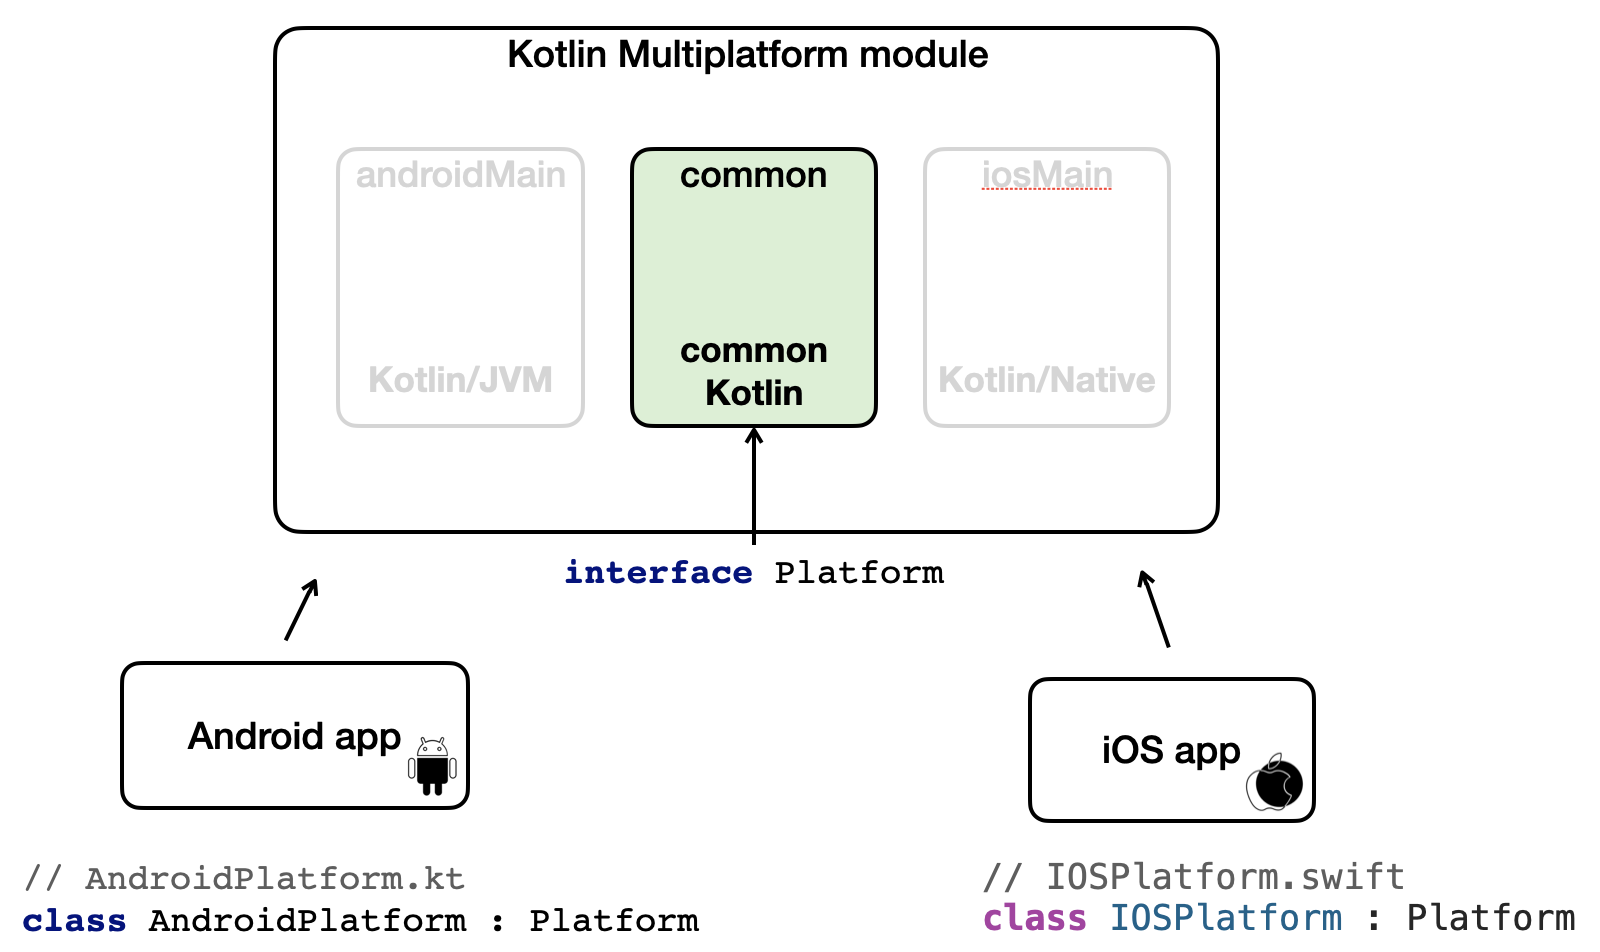 Kotlin Multiplatform module
androidMain
common
iosMain
Kotlin/JVM
common
Kotlin
Kotlin/Native
interface Platform
Android app
iOS app
// AndroidPlatform.kt
class AndroidPlatform : Platform
// IOSPlatform.swift
class IOSPlatform : Platform